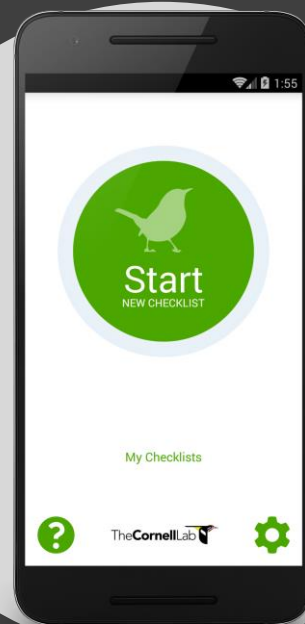 1:55
Start
NEW CHECKLIST
My Checklists
?
TheCornellLab